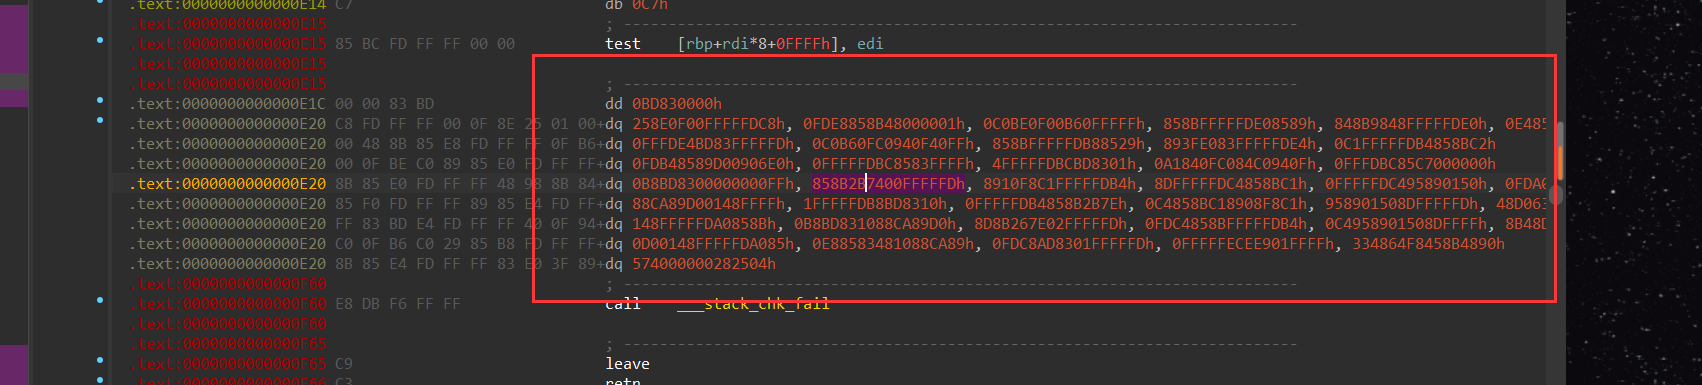 .text:0000000000000E14 C7 db 0C7h
.text:0000000000000E15 ; ---------------------------------------------------------------------------
.text:0000000000000E15 85 BC FD FF FF 00 00 test [rbp+rdi*8+0FFFFh], edi
.text:0000000000000E15
.text:0000000000000E15 ; ---------------------------------------------------------------------------
.text:0000000000000E1C 00 00 83 BD dd 0BD830000h
.text:0000000000000E20 C8 FD FF FF 00 0F 8E 25 01 00+dq 258E0F00FFFFFDC8h, 0FDE8858B48000001h, 0C0BE0F00B60FFFFFh, 858BFFFFFDE08589h, 848B9848FFFFFDE0h, 0E485
.text:0000000000000E20 00 48 8B 85 E8 FD FF FF 0F B6+dq 0FFFDE4BD83FFFFFDh, 0C0B60FC0940F40FFh, 858BFFFFFDB88529h, 893FE083FFFFFDE4h, 0C1FFFFFDB4858BC2h
.text:0000000000000E20 00 0F BE C0 89 85 E0 FD FF FF+dq 0FDB48589D00906E0h, 0FFFFFDBC8583FFFFh, 4FFFFFDBCBD8301h, 0A1840FC084C0940Fh, 0FFFDBC85C7000000h
.text:0000000000000E20 8B 85 E0 FD FF FF 48 98 8B 84+dq 0B8BD8300000000FFh, 858B2B7400FFFFFDh, 8910F8C1FFFFFDB4h, 8DFFFFFDC4858BC1h, 0FFFFFDC495890150h, 0FDA0
.text:0000000000000E20 85 F0 FD FF FF 89 85 E4 FD FF+dq 88CA89D00148FFFFh, 1FFFFFDB8BD8310h, 0FFFFFDB4858B2B7Eh, 0C4858BC18908F8C1h, 958901508DFFFFFDh, 48D063
.text:0000000000000E20 FF 83 BD E4 FD FF FF 40 0F 94+dq 148FFFFFDA0858Bh, 0B8BD831088CA89D0h, 8D8B267E02FFFFFDh, 0FDC4858BFFFFFDB4h, 0C4958901508DFFFFh, 8B48D
.text:0000000000000E20 C0 0F B6 C0 29 85 B8 FD FF FF+dq 0D00148FFFFFDA085h, 0E88583481088CA89h, 0FDC8AD8301FFFFFDh, 0FFFFFECEE901FFFFh, 334864F8458B4890h
.text:0000000000000E20 8B 85 E4 FD FF FF 83 E0 3F 89+dq 574000000282504h
.text:0000000000000F60 ; ---------------------------------------------------------------------------
.text:0000000000000F60 E8 DB F6 FF FF call ___stack_chk_fail
.text:0000000000000F60
.text:0000000000000F65 ; ---------------------------------------------------------------------------
.text:0000000000000F65 C9 leave
.text:0000000000000F66 C3 retn